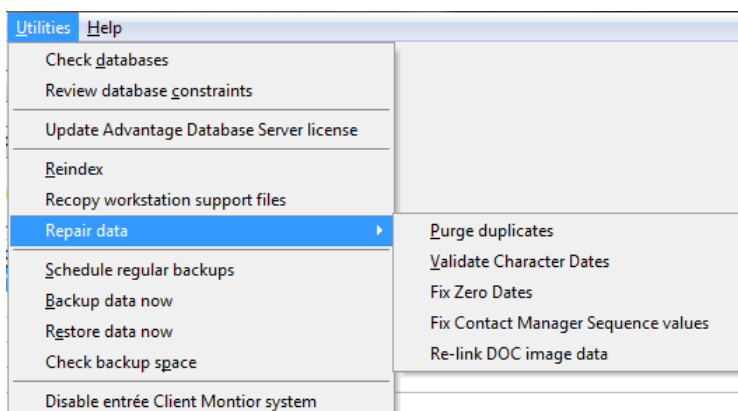 Utilities Help
Check databases
Review database constraints
Update Advantage Database Server license
Reindex
Recopy workstation support files
Repair data
Schedule regular backups
Backup data now
Restore data now
Check backup space
Disable entrée Client Montior system
Purge duplicates
Validate Character Dates
Fix Zero Dates
Fix Contact Manager Sequence values
Re-link DOC image data